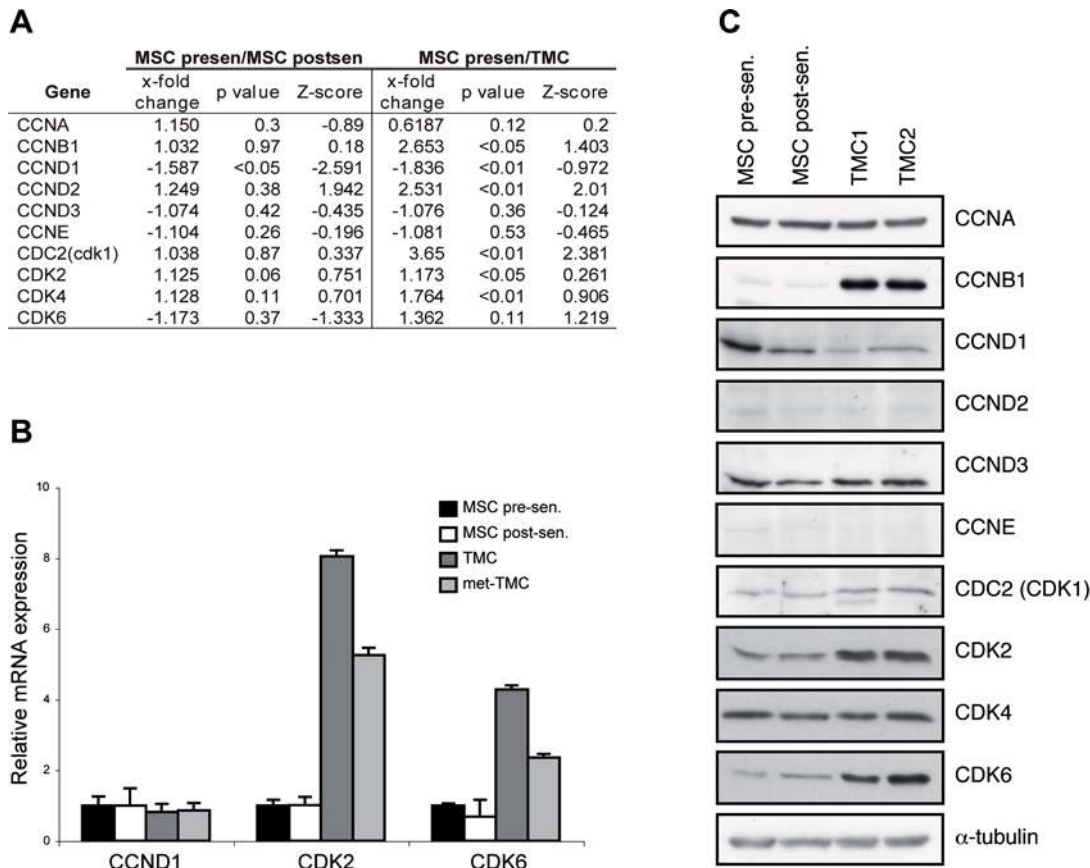 A
MSC presen/MSC postsen MSC presen/TMC
Gene x-fold change p value Z-score x-fold change p value Z-score
CCNA 1.150 0.3 -0.89 0.6187 0.12 0.2
CCNB1 1.032 0.97 0.18 2.653 <0.05 1.403
CCND1 -1.587 <0.05 -2.591 -1.836 <0.01 -0.972
CCND2 1.249 0.38 1.942 2.531 <0.01 2.01
CCND3 -1.074 0.42 -0.435 -1.076 0.36 -0.124
CCNE -1.104 0.26 -0.196 -1.081 0.53 -0.465
CDC2(cdk1) 1.038 0.87 0.337 3.65 <0.01 2.381
CDK2 1.125 0.06 0.751 1.173 <0.05 0.261
CDK4 1.128 0.11 0.701 1.764 <0.01 0.906
CDK6 -1.173 0.37 -1.333 1.362 0.11 1.219
B
Relative mRNA expression
10
8
6
4
2
0
MSC pre-sen.
MSC post-sen.
TMC
met-TMC
CCND1 CDK2 CDK6
C
MSC pre-sen.
MSC post-sen.
TMC1
TMC2
CCNA
CCNB1
CCND1
CCND2
CCND3
CCNE
CDC2 (CDK1)
CDK2
CDK4
CDK6
α-tubulin